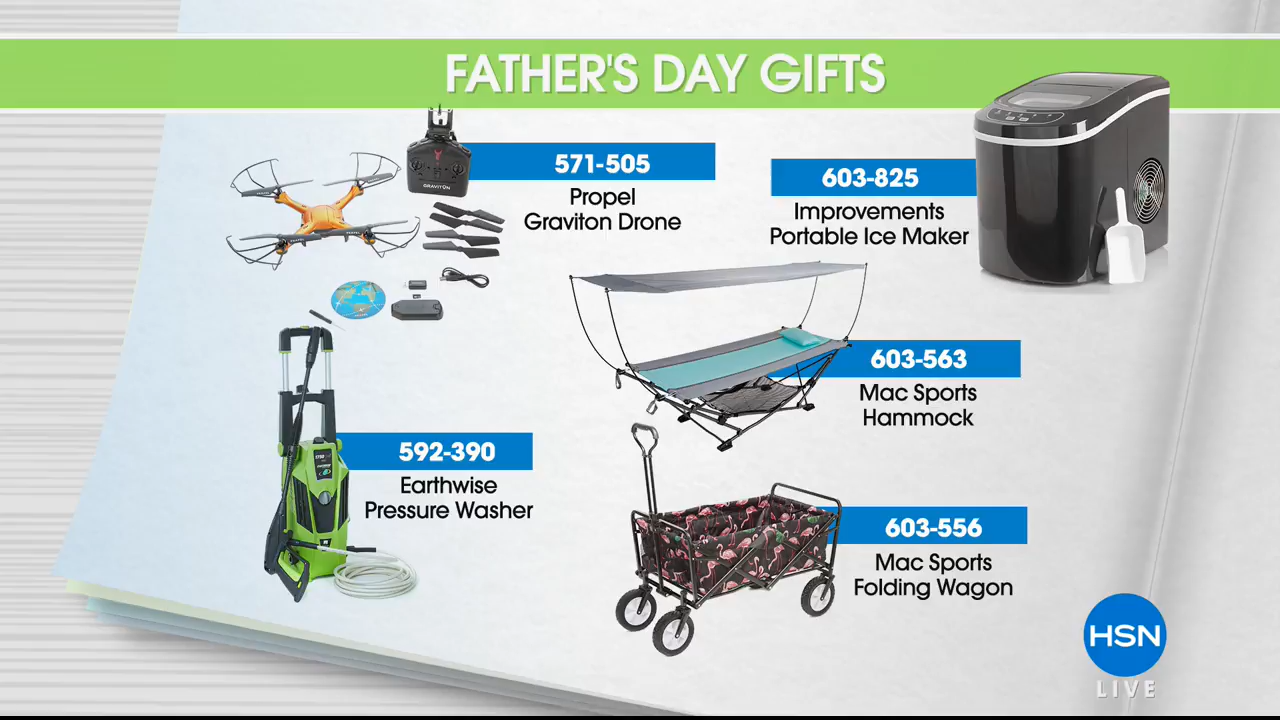 FATHER'S DAY GIFTS
571-505
Propel
Graviton Drone
GRAVITON
603-825
Improvements
Portable Ice Maker
603-563
Mac Sports
Hammock
592-390
Earthwise
Pressure Washer
603-556
Mac Sports
Folding Wagon
HSN
LIVE